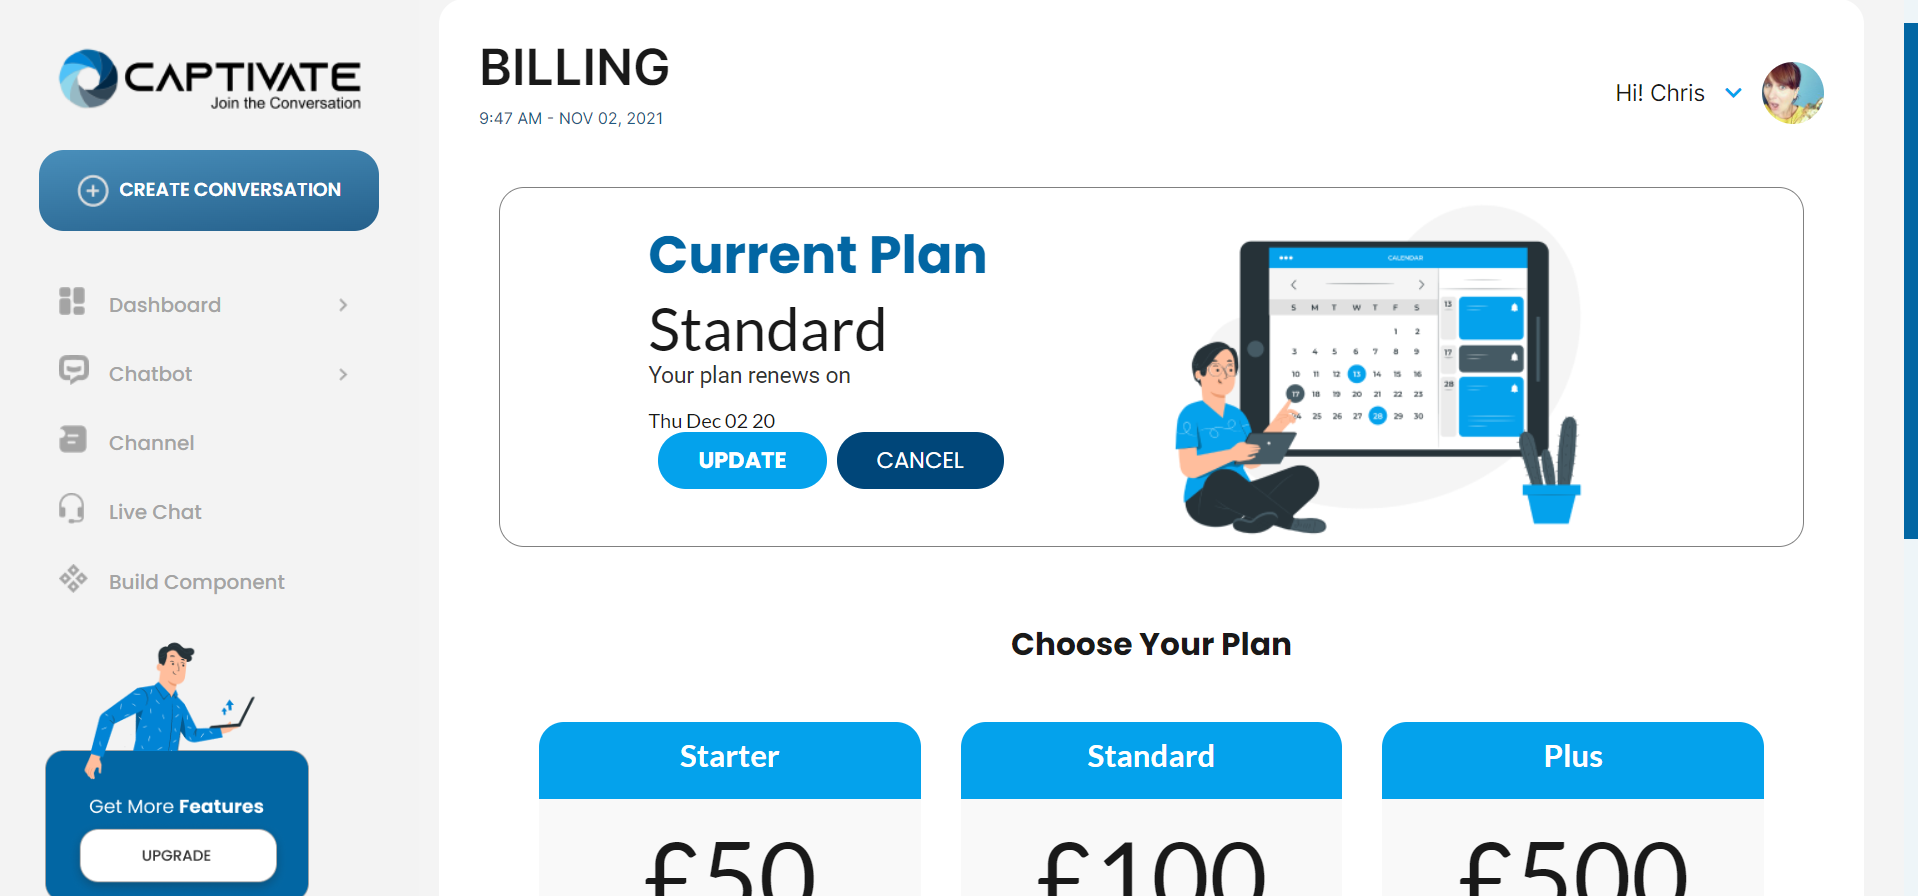 CAPTIVATE
Join the Conversation
CREATE CONVERSATION
Dashboard
Chatbot
Channel
Live Chat
Build Component
Get More Features
UPGRADE
BILLING
9:47 AM - NOV 02, 2021
Hi! Chris
Current Plan
Standard
Your plan renews on
Thu Dec 02 20
UPDATE CANCEL
CALENDAR
S M T W T F S
1 2
3 4 5 6 7 8 9
10 11 12 13 14 15 16
17 18 19 20 21 22 23
24 25 26 27 28 29 30
13
17
28
Choose Your Plan
Starter Standard Plus
£50 £100 £500